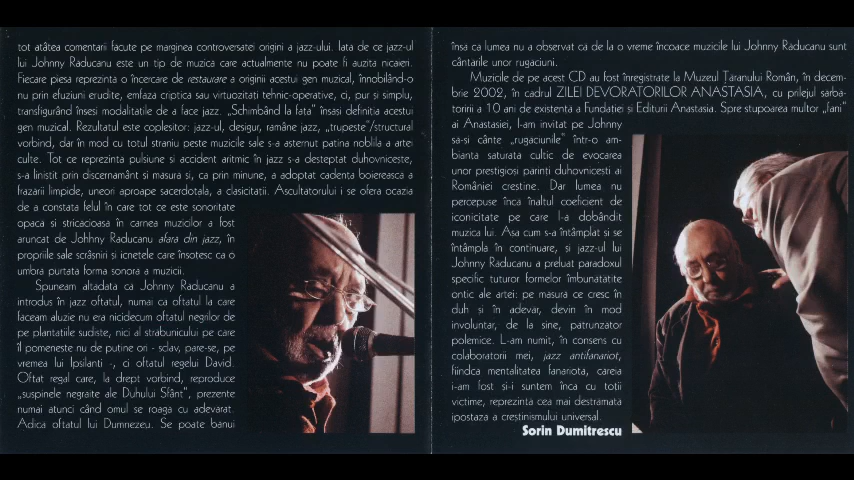 tot atâtea comentarii facute pe marginea controversatei origini a jazz-ului. Iata de ce jazz-ul
lui Johnny Raducanu este un tip de muzica care actualmente nu poate fi auzita nicaieri.
Fiecare piesa reprezinta o încercare de restaurare a originii acestui gen muzical, înnobilând-o
nu prin efuziuni erudite, emfaza criptica sau virtuozitati tehnic-operative, ci, pur si simplu,
transfigurând însesi modalitatile de a face jazz. „Schimbând la fata" însasi definitia acestui
gen muzical. Rezultatul este coplesitor: jazz-ul, desigur, ramâne jazz, „trupeste"/structural
vorbind, dar în mod cu totul straniu peste muzicile sale s-a asternut patina nobila a artei
culte. Tot ce reprezinta pulsiune si accident aritmic în jazz s-a desteptat duhovniceste,
s-a linistit prin discernamânt si masura si, ca prin minune, a adoptat cadenta boiereasca a
frazarii limpide, uneori aproape sacerdotala, a clasicitatii. Ascultatorului i se ofera ocazia
de a constata felul în care tot ce este sonoritate
opaca si stricacioasa în carnea muzicilor a fost
aruncat de Johhny Raducanu afara din jazz, în
propriile sale scrâsniri si icnetele care însotesc ca o
umbra purtata forma sonora a muzicii.
Spuneam altadata ca Johnny Raducanu a
introdus în jazz oftatul, numai ca oftatul la care
faceam aluzie nu era nicidecum oftatul negrilor de
pe plantatiile sudiste, nici al strabunicului pe care
îl pomeneste nu de putine ori - sclav, pare-se, pe
vremea lui Ipsilanti -, ci oftatul regelui David.
Oftat regal care, la drept vorbind, reproduce
„suspinele negraite ale Duhului Sfânt", prezente
numai atunci când omul se roaga cu adevarat.
Adica oftatul lui Dumnezeu. Se poate banui
însa ca lumea nu a observat ca de la o vreme încoace muzicile lui Johnny Raducanu sunt
cântarile unor rugaciuni.
Muzicile de pe acest CD au fost înregistrate la Muzeul Taranului Român, în decem-
brie 2002, în cadrul ZILEI DEVORATORILOR ANASTASIA, cu prilejul sarba-
toririi a 10 ani de existenta a Fundatiei si Editurii Anastasia. Spre stupoarea multor „fani"
ai Anastasiei, l-am invitat pe Johnny
sa-si cânte „rugaciunile" într-o am-
bianta saturata cultic de evocarea
unor prestigiosi parinti duhovnicesti ai
României crestine. Dar lumea nu
percepuse înca înaltul coeficient de
iconicitate pe care l-a dobândit
muzica lui. Asa cum s-a întâmplat si se
întâmpla în continuare, si jazz-ul lui
Johnny Raducanu a preluat paradoxul
specific tuturor formelor îmbunatatite
ontic ale artei: pe masura ce cresc în
duh si în adevar, devin în mod
involuntar, de la sine, patrunzator
polemice. L-am numit, în consens cu
colaboratorii mei, jazz antifanariot,
fiindca mentalitatea fanariota, careia
i-am fost si-i suntem înca cu totii
victime, reprezinta cea mai destramata
ipostaza a crestinismului universal.
Sorin Dumitrescu